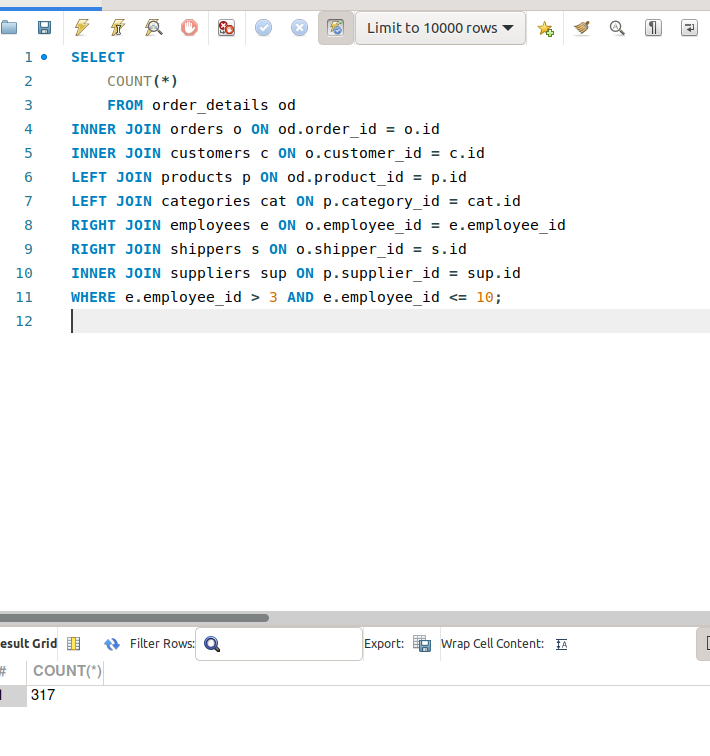 Limit to 10000 rows
1 SELECT
2 COUNT(*)
3 FROM order_details od
4 INNER JOIN orders o ON od.order_id = o.id
5 INNER JOIN customers c ON o.customer_id = c.id
6 LEFT JOIN products p ON od.product_id = p.id
7 LEFT JOIN categories cat ON p.category_id = cat.id
8 RIGHT JOIN employees e ON o.employee_id = e.employee_id
9 RIGHT JOIN shippers s ON o.shipper_id = s.id
10 INNER JOIN suppliers sup ON p.supplier_id = sup.id
11 WHERE e.employee_id > 3 AND e.employee_id <= 10;
12
esult Grid Filter Rows: Export: Wrap Cell Content:
# COUNT(*)
1 317